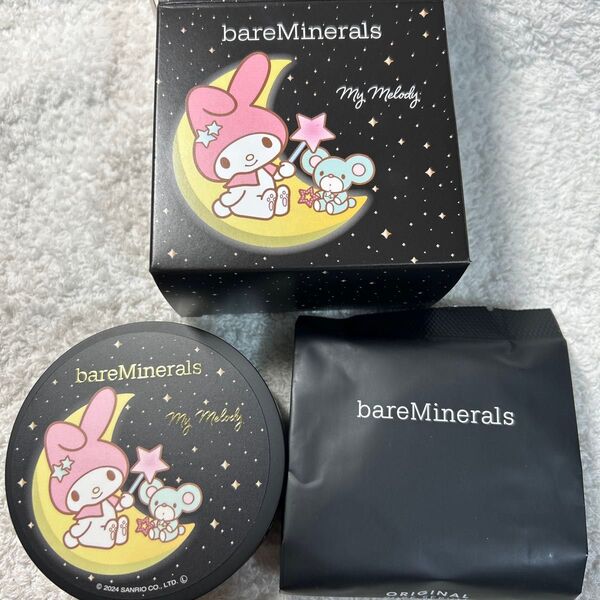 bareMinerals
My Melody
bareMinerals
My Melody
© 2024 SANRIO CO., LTD. Ⓛ
bareMinerals
ORIGINAL